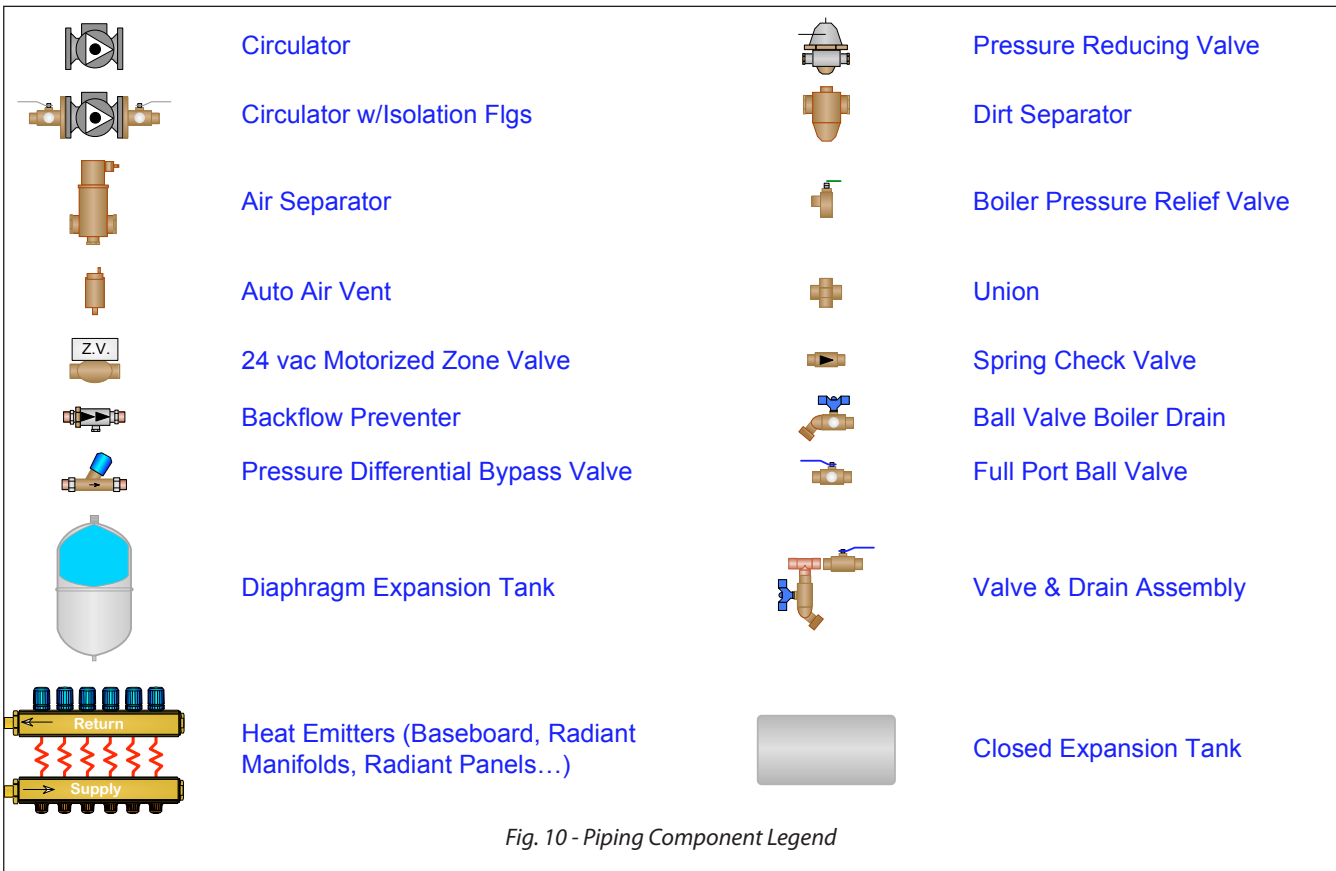 Circulator
Circulator w/Isolation Flgs
Air Separator
Auto Air Vent
Z.V.
24 vac Motorized Zone Valve
Backflow Preventer
Pressure Differential Bypass Valve
Diaphragm Expansion Tank
Return
Supply
Heat Emitters (Baseboard, Radiant
Manifolds, Radiant Panels…)
Pressure Reducing Valve
Dirt Separator
Boiler Pressure Relief Valve
Union
Spring Check Valve
Ball Valve Boiler Drain
Full Port Ball Valve
Valve & Drain Assembly
Closed Expansion Tank
Fig. 10 - Piping Component Legend